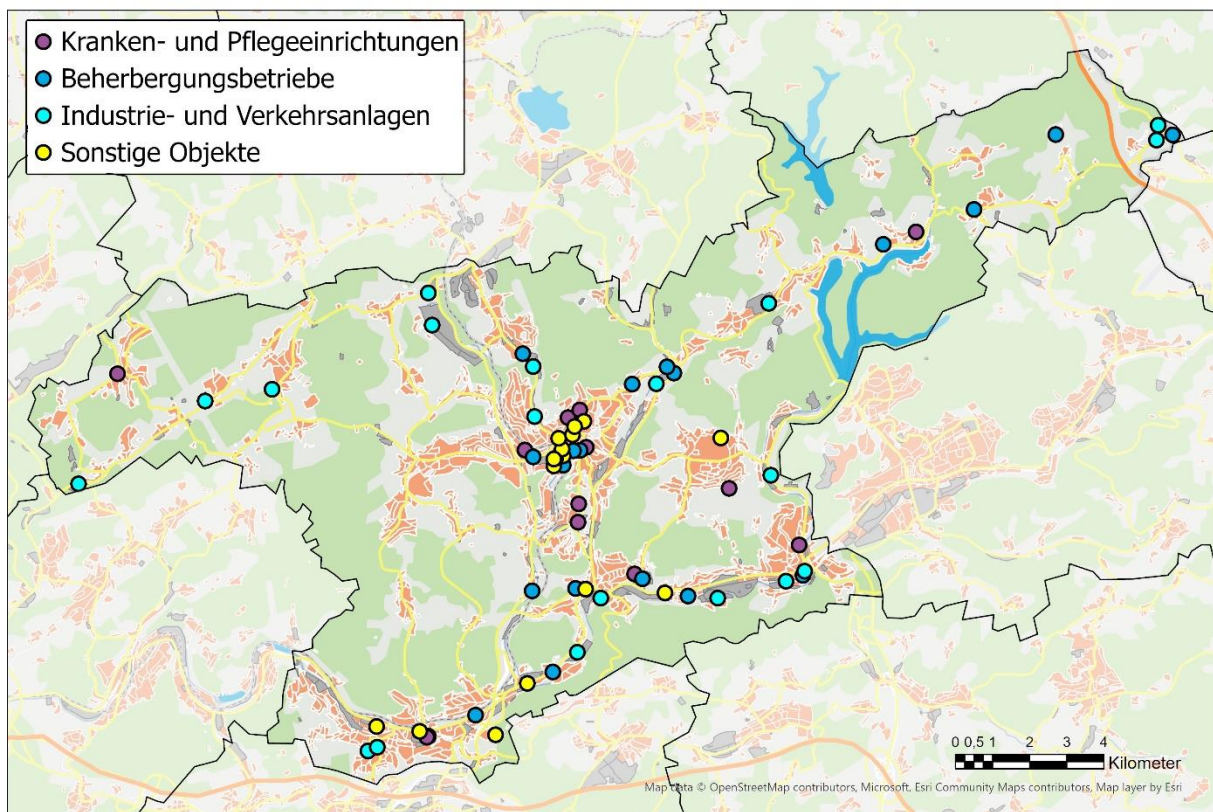 Kranken- und Pflegeeinrichtungen
Beherbergungsbetriebe
Industrie- und Verkehrsanlagen
Sonstige Objekte
0 0,5 1 2 3 4
Kilometer
Map data © OpenStreetMap contributors, Microsoft, Esri Community Maps contributors, Map layer by Esri